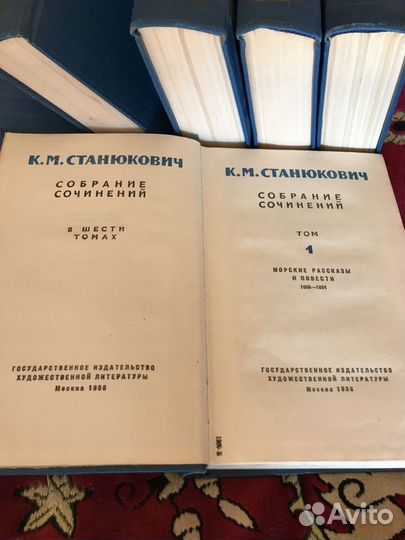 К. М. СТАНЮКОВИЧ
СОБРАНИЕ
СОЧИНЕНИЙ
В ШЕСТИ
ТОМАХ
ГОСУДАРСТВЕННОЕ ИЗДАТЕЛЬСТВО
ХУДОЖЕСТВЕННОЙ ЛИТЕРАТУРЫ
Москва 1958
К. М. СТАНЮКОВИЧ
СОБРАНИЕ
СОЧИНЕНИЙ
ТОМ
1
МОРСКИЕ РАССКАЗЫ
И ПОВЕСТИ
ГОСУДАРСТВЕННОЕ ИЗДАТЕЛЬСТВО
ХУДОЖЕСТВЕННОЙ ЛИТЕРАТУРЫ
Москва 1958
Avito